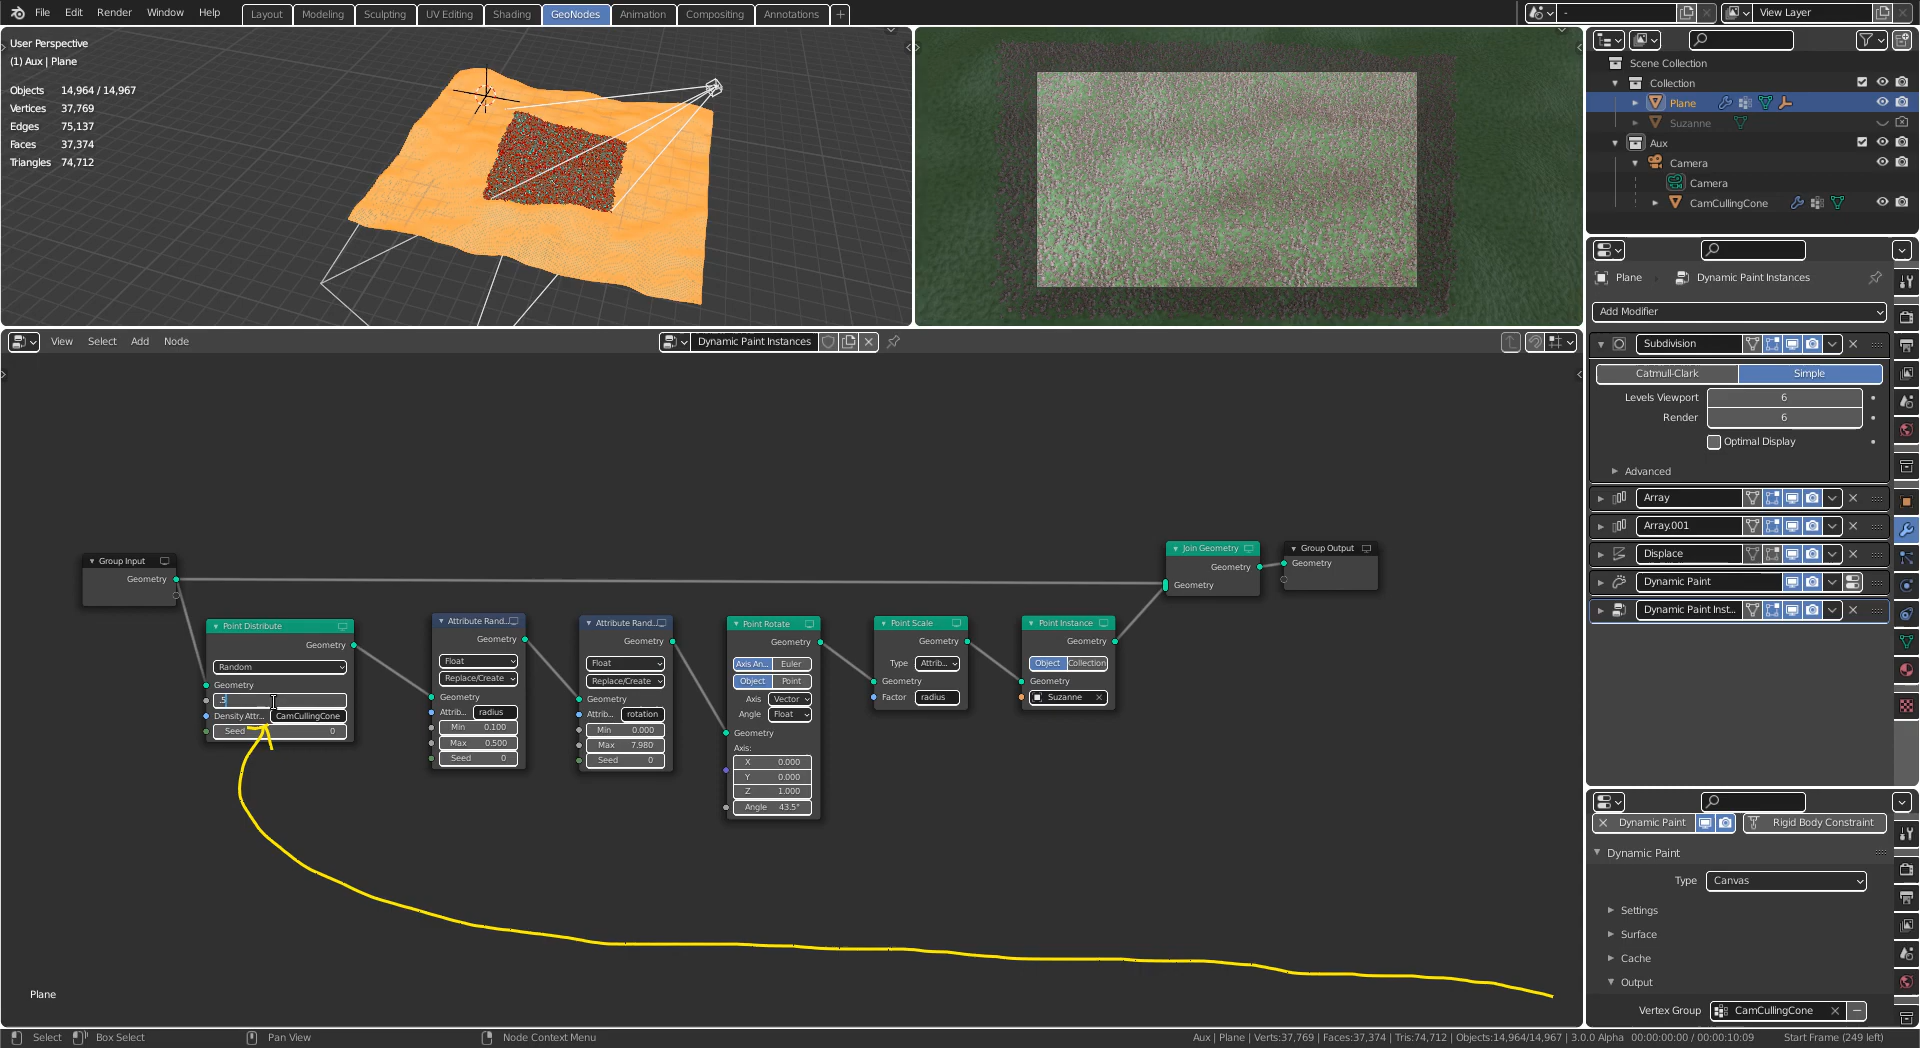 File Edit Render Window Help Layout Modeling Sculpting UV Editing Shading GeoNodes Animation Compositing Annotations + - View Layer
User Perspective
(1) Aux | Plane
Objects 14,964 / 14,967
Vertices 37,769
Edges 75,137
Faces 37,374
Triangles 74,712
Scene Collection
Collection
Plane
Suzanne
Aux
Camera
Camera
CamCullingCone
Plane Dynamic Paint Instances
Add Modifier
Subdivision
Catmull-Clark Simple
Levels Viewport 6
Render 6
Optimal Display
Advanced
Array
Array.001
Displace
Dynamic Paint
Dynamic Paint Inst...
View Select Add Node Dynamic Paint Instances
Group Input
Geometry
Point Distribute
Geometry
Random
Geometry
.5
Density Attr... CamCullingCone
Seed 0
Attribute Rand...
Geometry
Float
Replace/Create
Geometry
Attrib... radius
Min 0.100
Max 0.500
Seed 0
Attribute Rand...
Geometry
Float
Replace/Create
Geometry
Attrib... rotation
Min 0.000
Max 7.980
Seed 0
Point Rotate
Geometry
Axis An... Euler
Object Point
Axis Vector
Angle Float
Geometry
Axis:
X 0.000
Y 0.000
Z 1.000
Angle 43.5°
Point Scale
Geometry
Type Attrib...
Geometry
Factor radius
Point Instance
Geometry
Object Collection
Geometry
Suzanne
Join Geometry
Geometry
Geometry
Group Output
Geometry
Plane
Dynamic Paint Rigid Body Constraint
Dynamic Paint
Type Canvas
Settings
Surface
Cache
Output
Vertex Group CamCullingCone
Select Box Select Pan View Node Context Menu Aux | Plane | Verts:37,769 | Faces:37,374 | Tris:74,712 | Objects:14,964/14,967 | 3.0.0 Alpha 00:00:00:00 / 00:00:10:09 Start Frame (249 left)